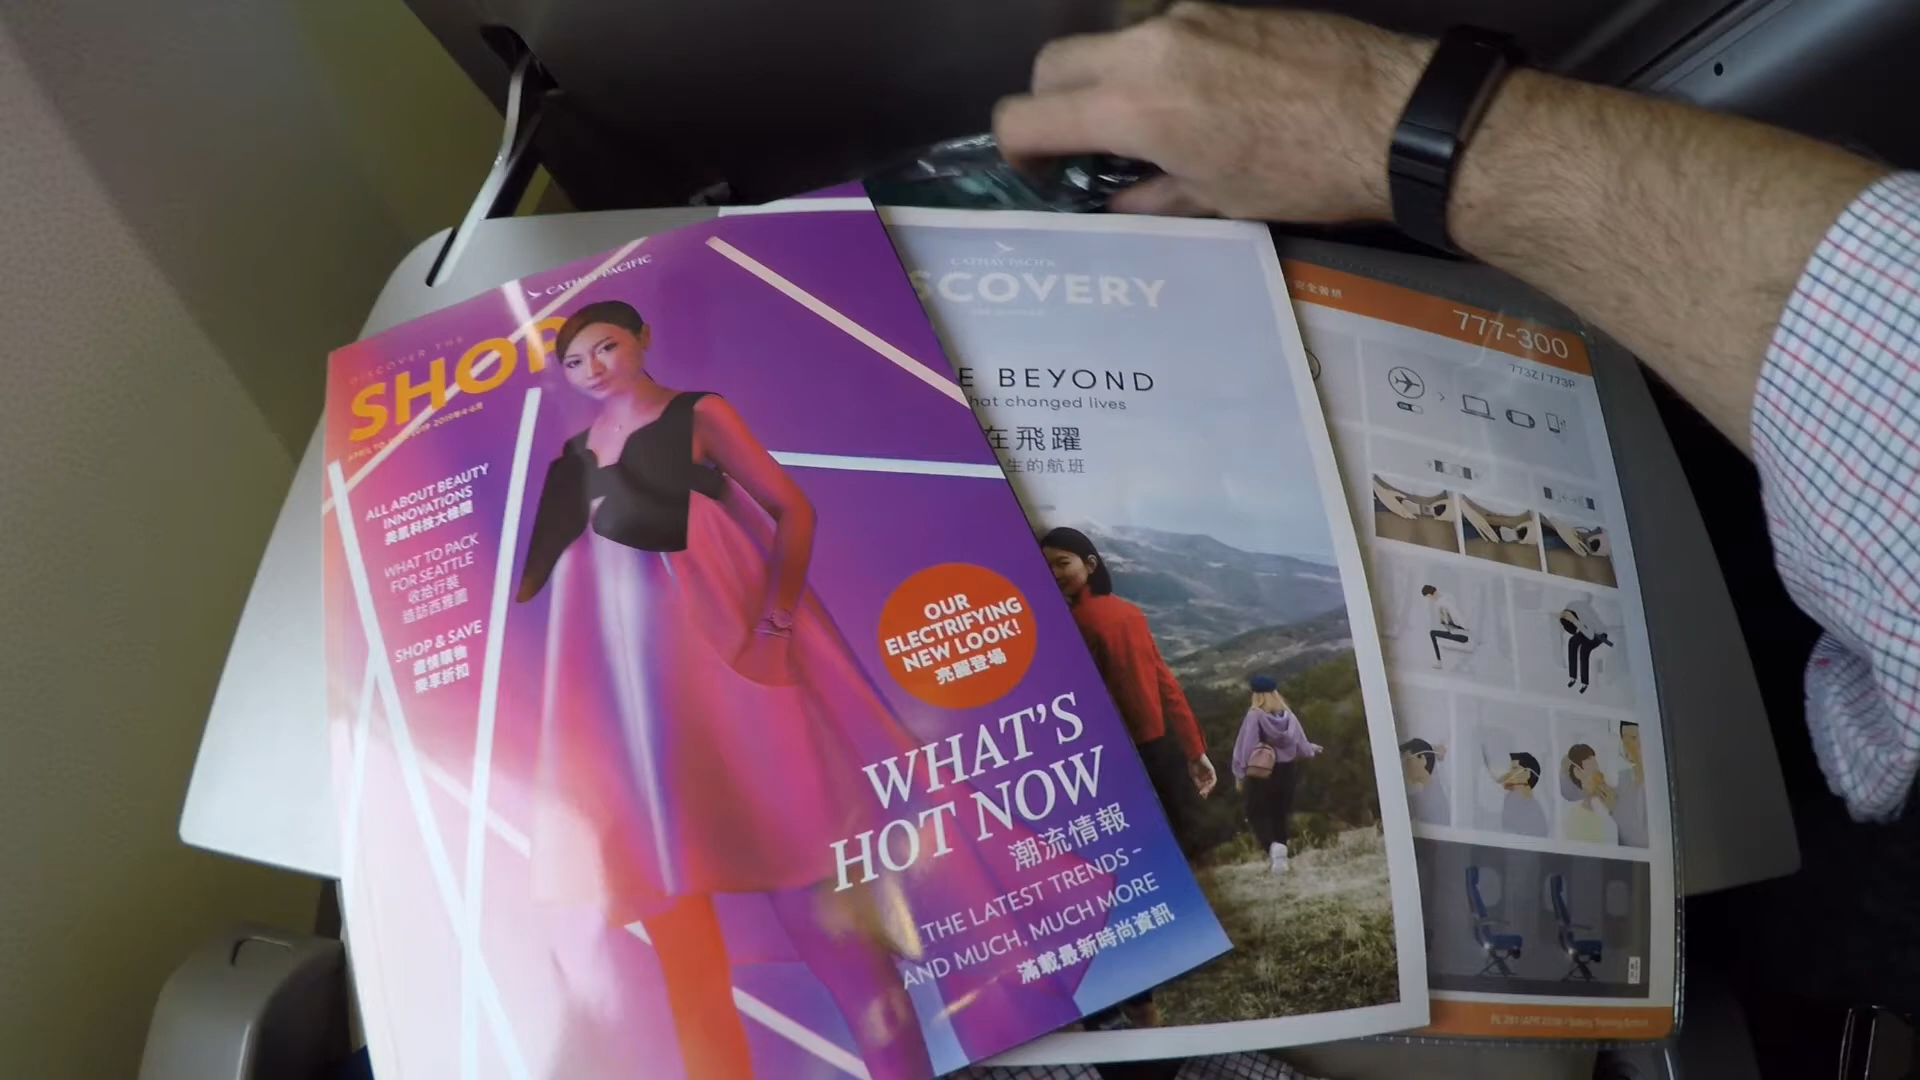 CATHAY PACIFIC
DISCOVER THE
SHOP
ALL ABOUT BEAUTY
INNOVATIONS
美肌科技大檢閱
WHAT TO PACK
FOR SEATTLE
收拾行裝
造訪西雅圖
SHOP & SAVE
盡情購物
樂享折扣
OUR
ELECTRIFYING
NEW LOOK!
亮麗登場
WHAT'S
HOT NOW
潮流情報
THE LATEST TRENDS –
AND MUCH, MUCH MORE
滿載最新時尚資訊
CATHAY PACIFIC
SCOVERY
E BEYOND
hat changed lives
在飛躍
生的航班
777-300
773Z / 773P